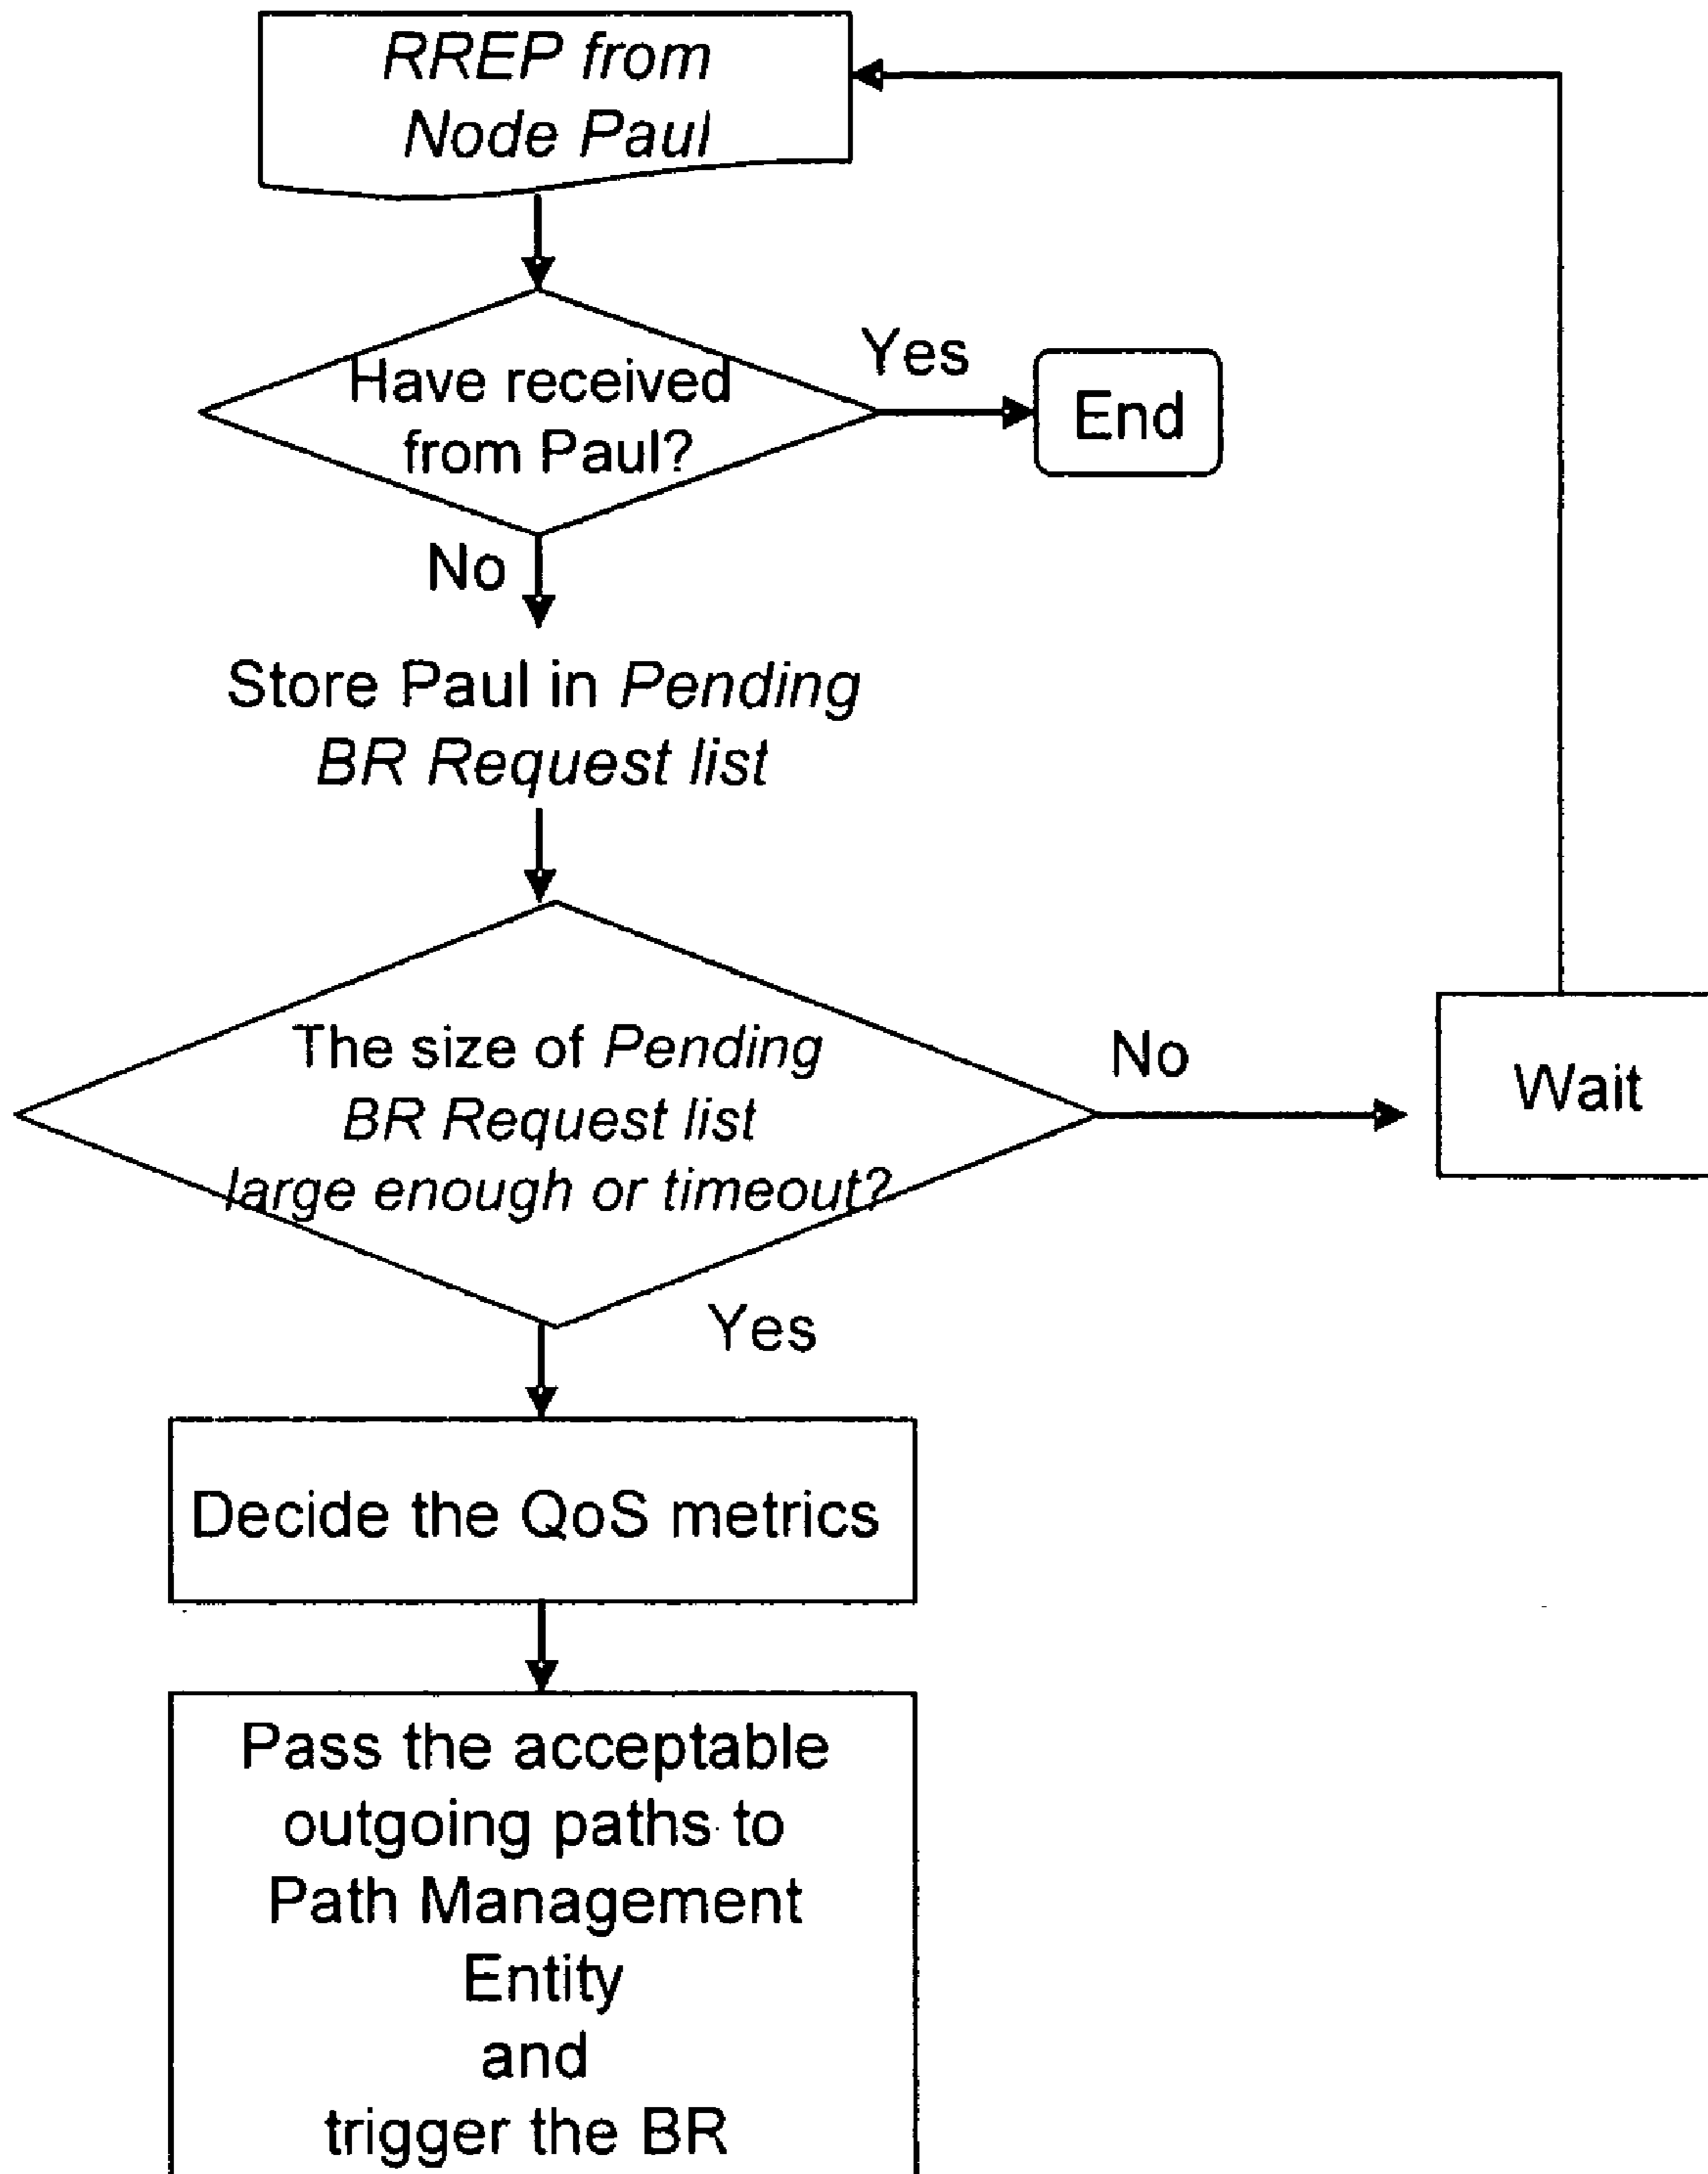 RREP from
Node Paul
Have received
from Paul?
Yes
End
No
Store Paul in Pending
BR Request list
The size of Pending
BR Request list
large enough or timeout?
No
Wait
Yes
Decide the QoS metrics
Pass the acceptable
outgoing paths to
Path Management
Entity
and
trigger the BR